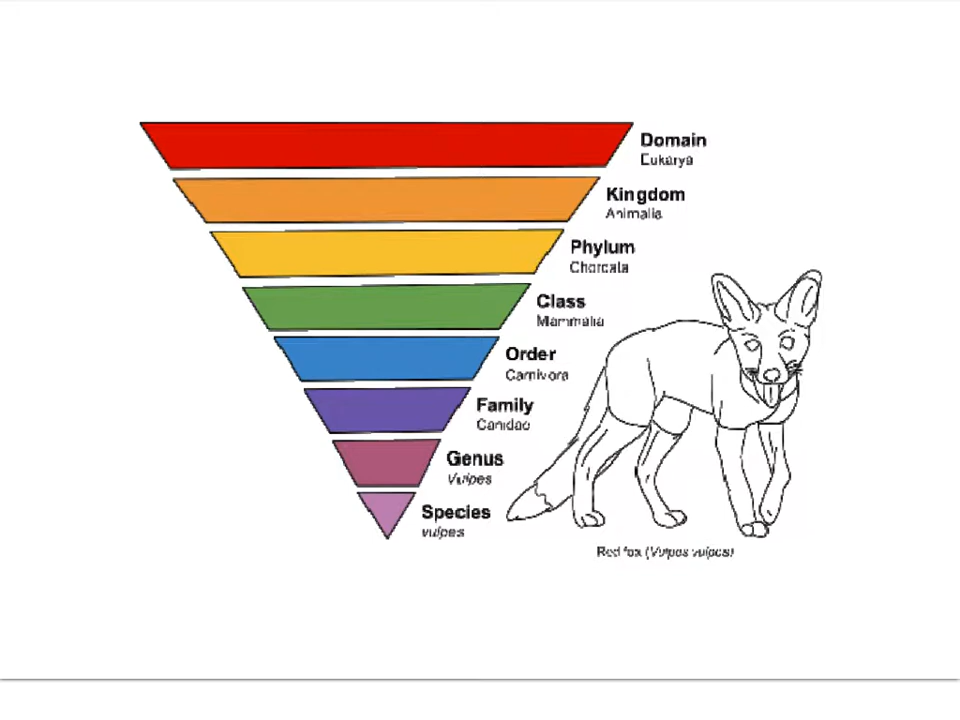 Domain
Eukarya
Kingdom
Animalia
Phylum
Chordata
Class
Mammalia
Order
Carnivora
Family
Canidae
Genus
Vulpes
Species
vulpes
Red fox (Vulpes vulpes)